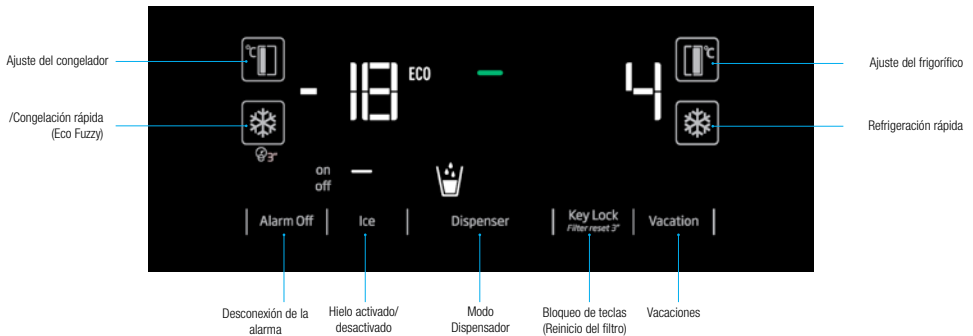 Ajuste del congelador
°C
- 18
ECO
4
°C
Ajuste del frigorífico
/Congelación rápida
(Eco Fuzzy)
3"
Refrigeración rápida
on
off
Alarm Off
Ice
Dispenser
Key Lock
Filter reset 3"
Vacation
Desconexión de la
alarma
Hielo activado/
desactivado
Modo
Dispensador
Bloqueo de teclas
(Reinicio del filtro)
Vacaciones